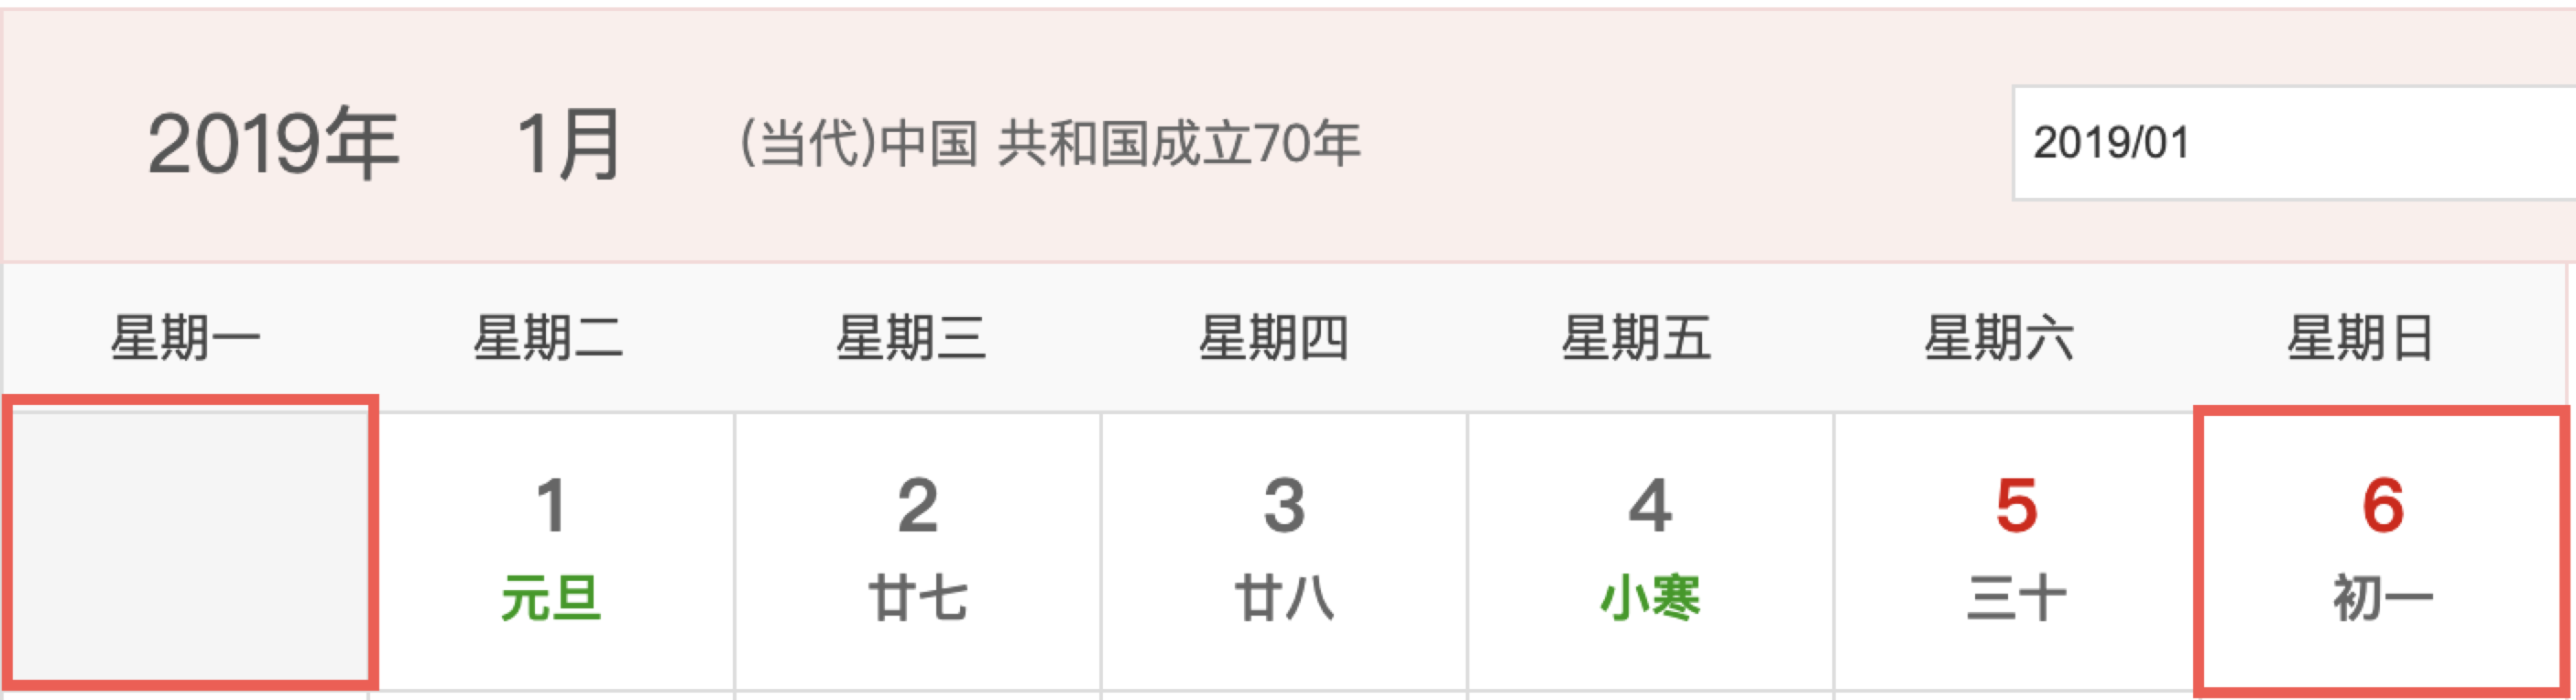 2019年 1月 (当代)中国 共和国成立70年 2019/01
星期一 星期二 星期三 星期四 星期五 星期六 星期日
1 2 3 4 5 6
元旦 廿七 廿八 小寒 三十 初一